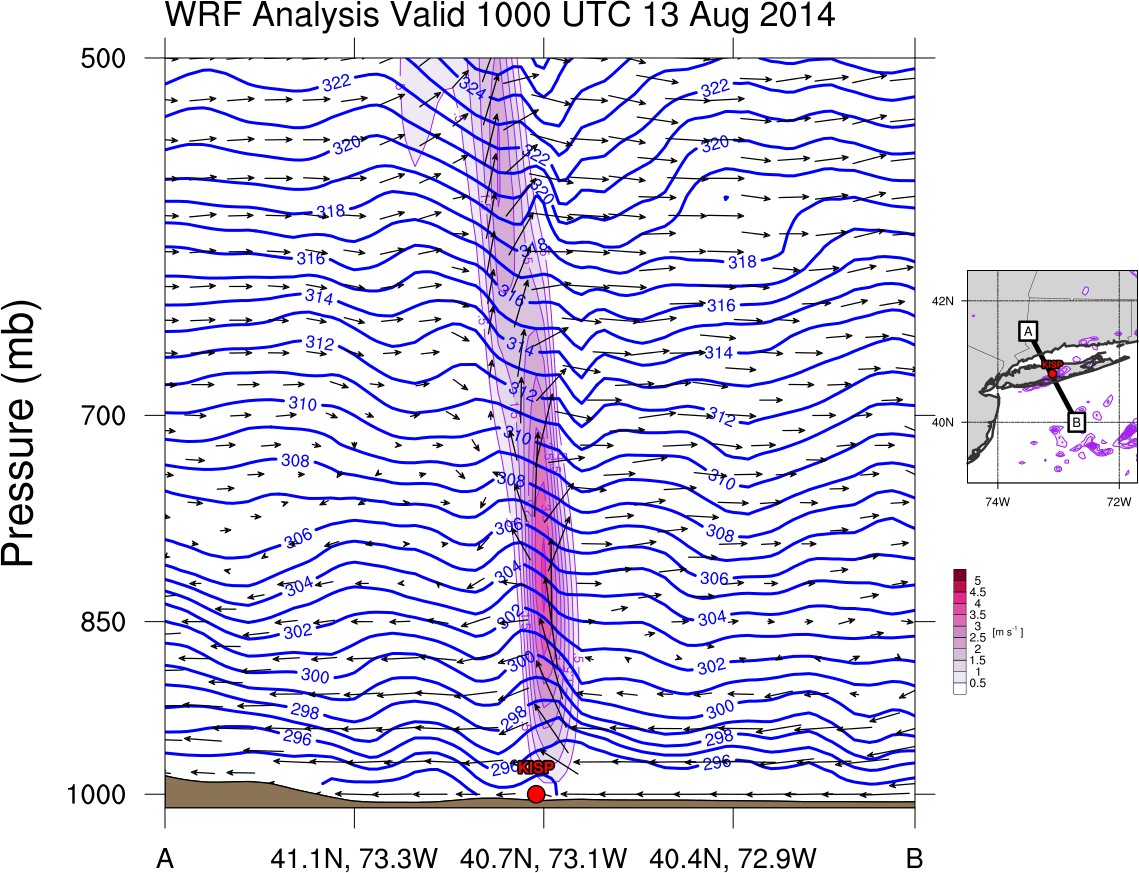 WRF Analysis Valid 1000 UTC 13 Aug 2014
500
700
850
1000
Pressure (mb)
322 324 322
320 322 320
318 320
316 318 318
314 316 316
312 314 314
310 312 312
308 310 310
306 308 308
304 306 306
302 304 304
300 302 302
298 300 300
296 298 298
296 296
KISP
A 41.1N, 73.3W 40.7N, 73.1W 40.4N, 72.9W B
42N
40N
74W 72W
A
KISP
B
5
4.5
4
3.5
3
2.5
2
1.5
1
0.5
[m s⁻¹]